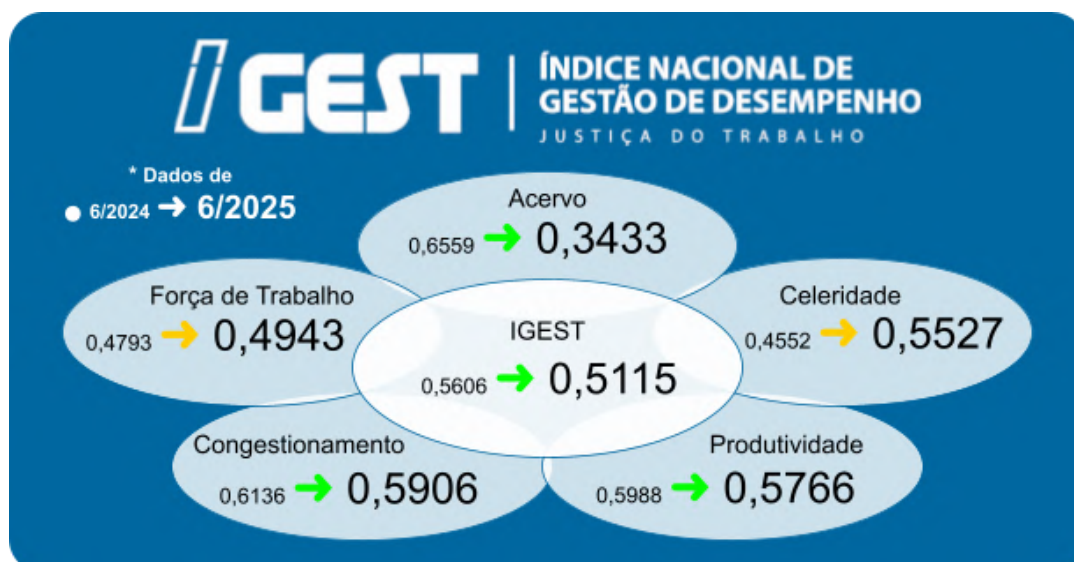 IGEST
ÍNDICE NACIONAL DE
GESTÃO DE DESEMPENHO
JUSTIÇA DO TRABALHO
* Dados de
6/2024 ➔ 6/2025
Acervo
0,6559 ➔ 0,3433
Força de Trabalho
0,4793 ➔ 0,4943
Celeridade
0,4552 ➔ 0,5527
IGEST
0,5606 ➔ 0,5115
Congestionamento
0,6136 ➔ 0,5906
Produtividade
0,5988 ➔ 0,5766